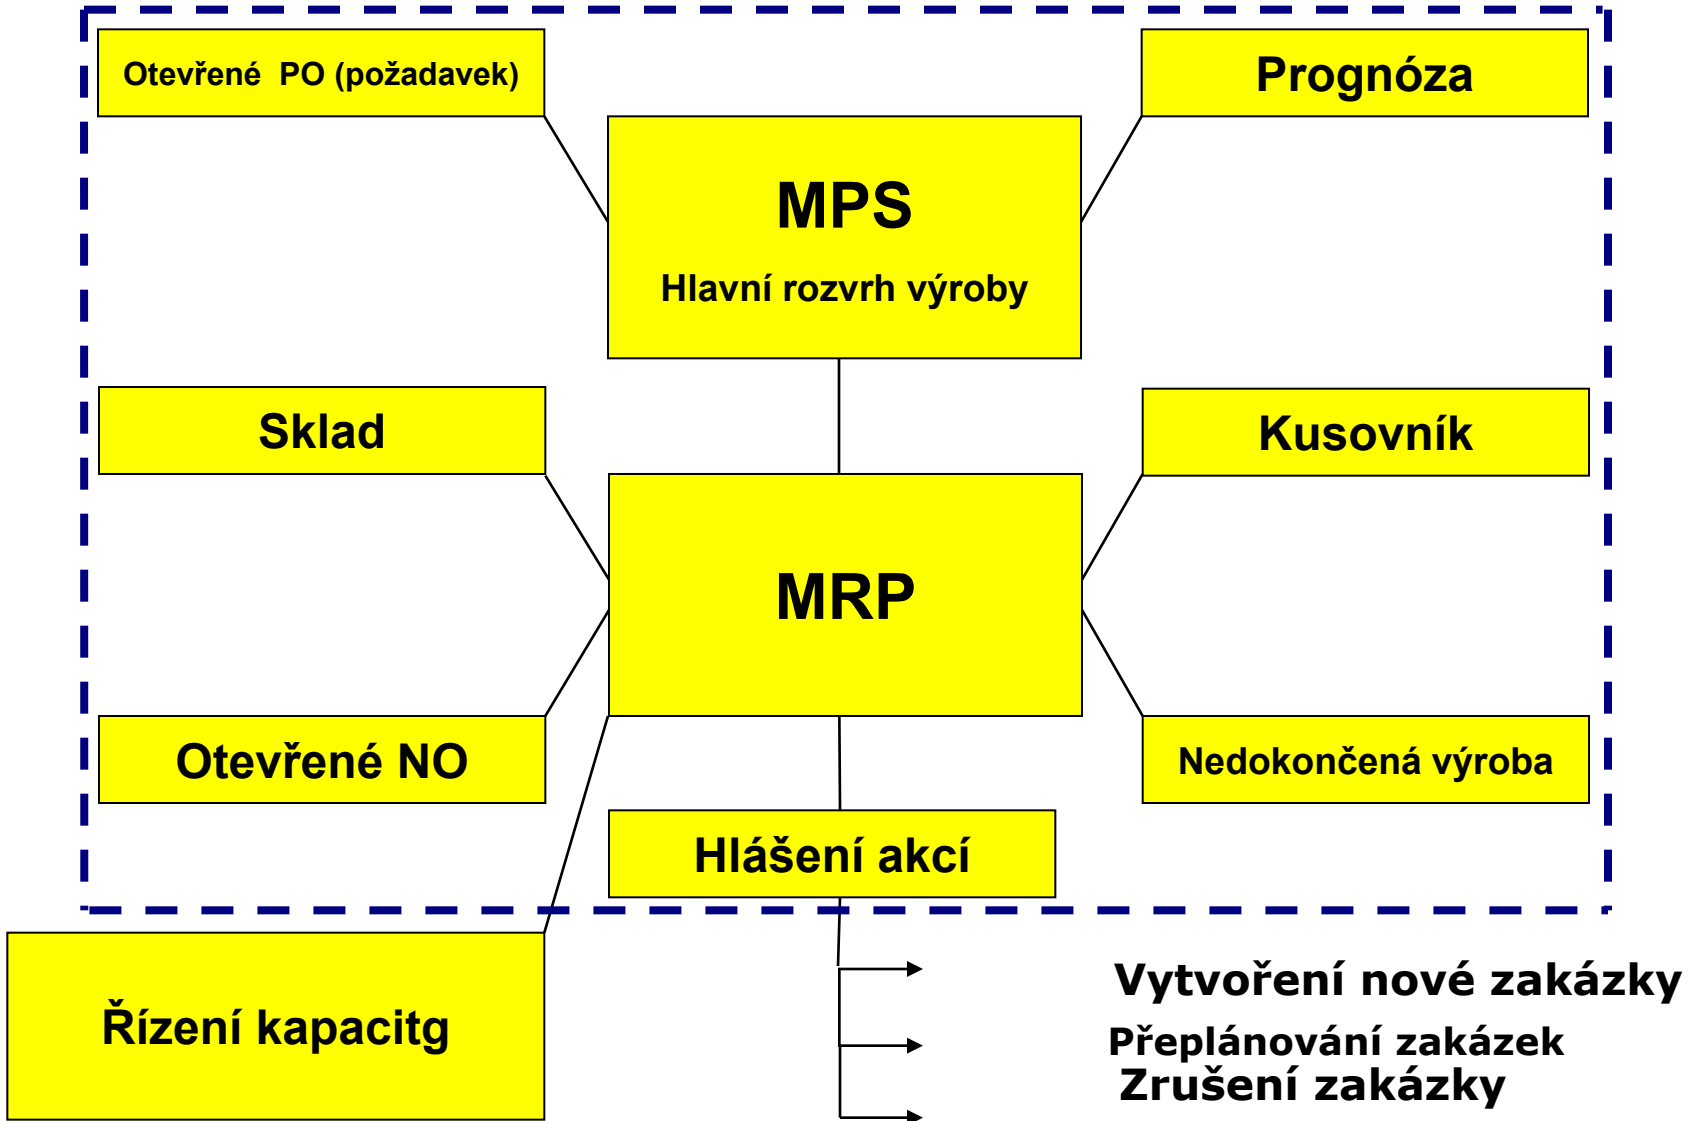 Otevřené PO (požadavek)
Prognóza
MPS
Hlavní rozvrh výroby
Sklad
Kusovník
MRP
Otevřené NO
Nedokončená výroba
Hlášení akcí
Řízení kapacitg
Vytvoření nové zakázky
Přeplánování zakázek
Zrušení zakázky